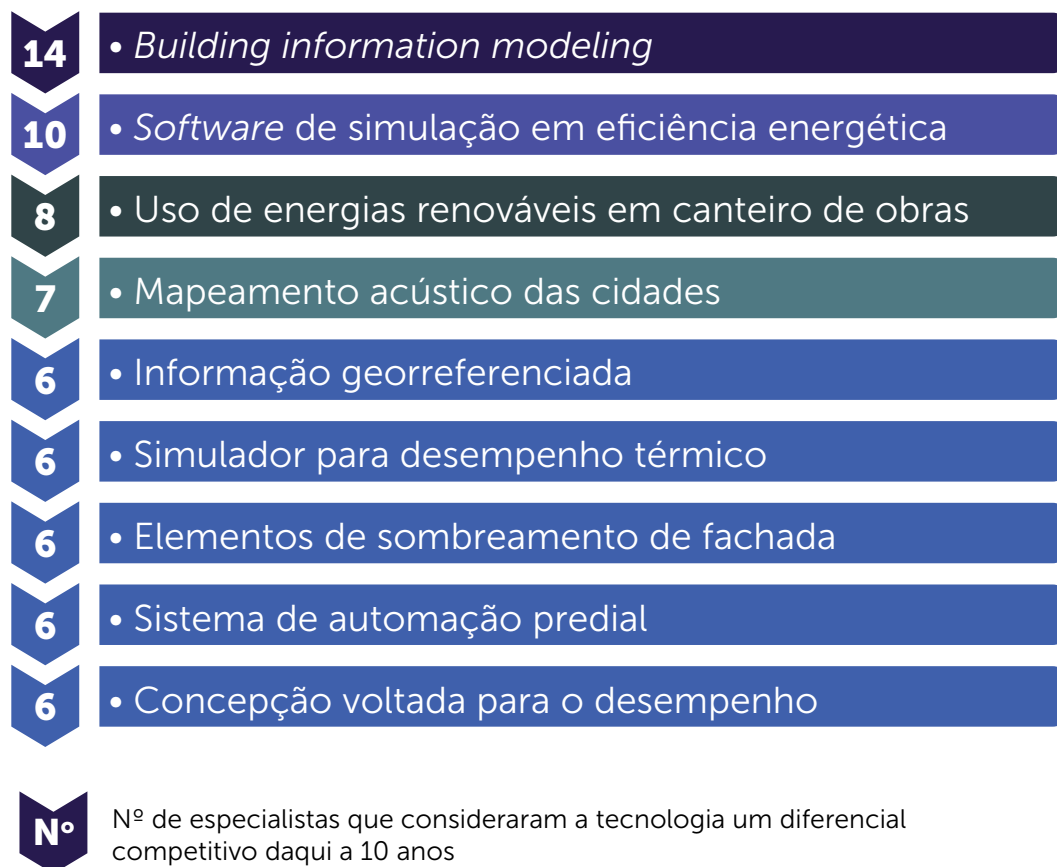 14 • Building information modeling
10 • Software de simulação em eficiência energética
8 • Uso de energias renováveis em canteiro de obras
7 • Mapeamento acústico das cidades
6 • Informação georreferenciada
6 • Simulador para desempenho térmico
6 • Elementos de sombreamento de fachada
6 • Sistema de automação predial
6 • Concepção voltada para o desempenho
Nº Nº de especialistas que consideraram a tecnologia um diferencial
competitivo daqui a 10 anos